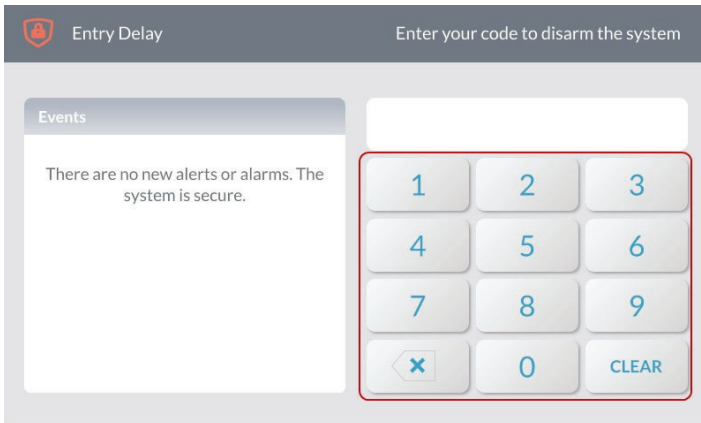 Entry Delay
Enter your code to disarm the system
Events
There are no new alerts or alarms. The
system is secure.
1 2 3
4 5 6
7 8 9
0 CLEAR